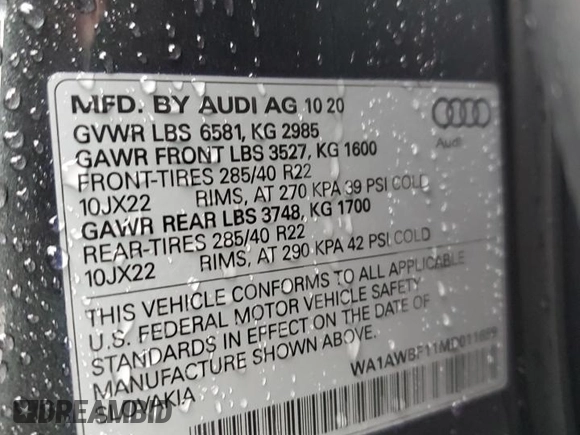 MFD. BY AUDI AG 10 20
GVWR LBS 6581, KG 2985
GAWR FRONT LBS 3527, KG 1600
FRONT-TIRES 285/40 R22
10JX22 RIMS, AT 270 KPA 39 PSI COLD
GAWR REAR LBS 3748, KG 1700
REAR-TIRES 285/40 R22
10JX22 RIMS, AT 290 KPA 42 PSI COLD
Audi
THIS VEHICLE CONFORMS TO ALL APPLICABLE
U.S. FEDERAL MOTOR VEHICLE SAFETY
STANDARDS IN EFFECT ON THE DATE OF
MANUFACTURE SHOWN ABOVE.
SLOVAKIA
DREAMBID